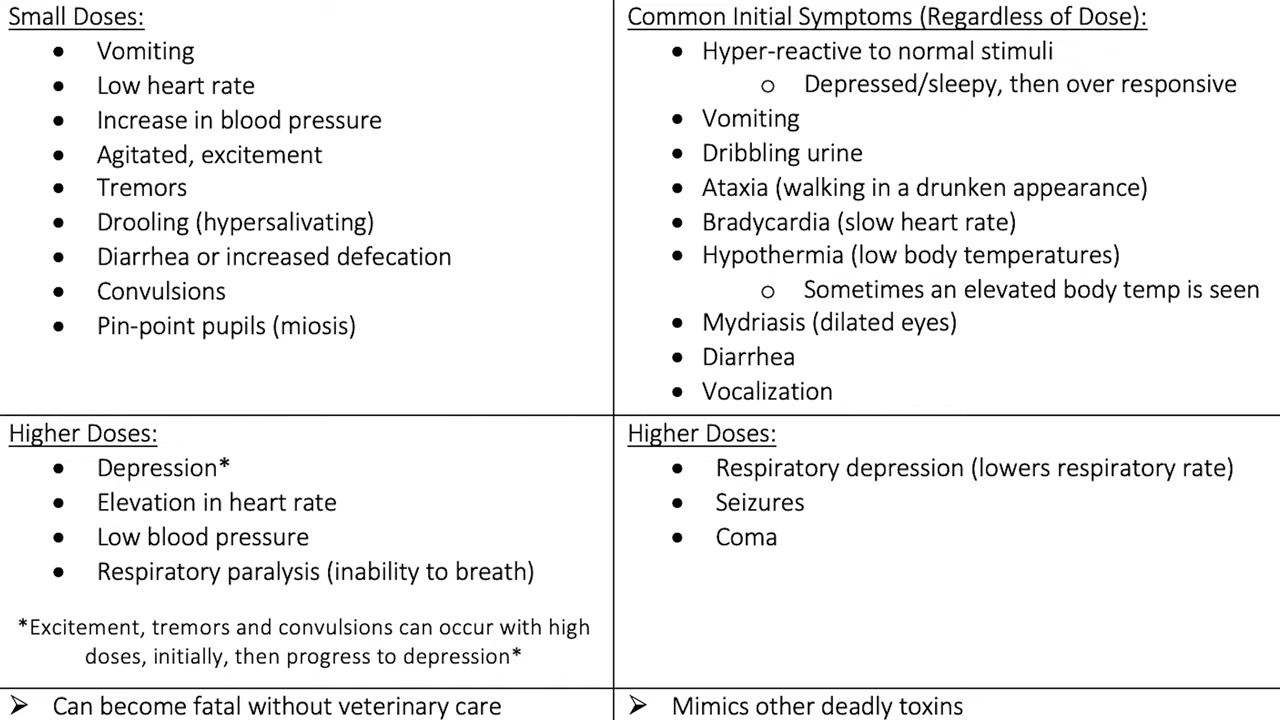 Small Doses:
• Vomiting
• Low heart rate
• Increase in blood pressure
• Agitated, excitement
• Tremors
• Drooling (hypersalivating)
• Diarrhea or increased defecation
• Convulsions
• Pin-point pupils (miosis)
Common Initial Symptoms (Regardless of Dose):
• Hyper-reactive to normal stimuli
o Depressed/sleepy, then over responsive
• Vomiting
• Dribbling urine
• Ataxia (walking in a drunken appearance)
• Bradycardia (slow heart rate)
• Hypothermia (low body temperatures)
o Sometimes an elevated body temp is seen
• Mydriasis (dilated eyes)
• Diarrhea
• Vocalization
Higher Doses:
• Depression*
• Elevation in heart rate
• Low blood pressure
• Respiratory paralysis (inability to breath)
*Excitement, tremors and convulsions can occur with high
doses, initially, then progress to depression*
Higher Doses:
• Respiratory depression (lowers respiratory rate)
• Seizures
• Coma
➢ Can become fatal without veterinary care
➢ Mimics other deadly toxins